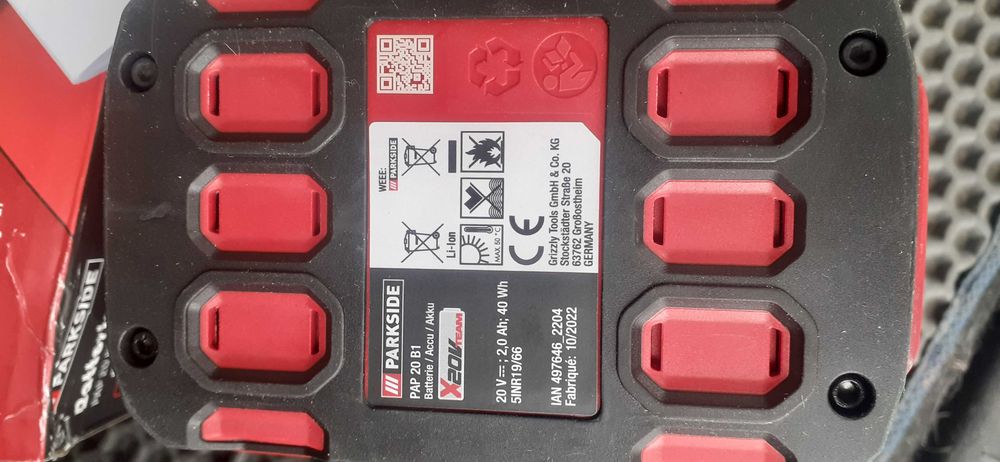 WEEE:
PARKSIDE
Li-Ion
MAX. 50 °C
CE
Grizzly Tools GmbH & Co. KG
Stockstädter Straße 20
63762 Großostheim
GERMANY
PARKSIDE
PAP 20 B1
Batterie / Accu / Akku
X20V TEAM
20 V ⎓; 2,0 Ah; 40 Wh
5INR19/66
IAN 497646_2204
Fabriqué: 10/2022
PARKSIDE